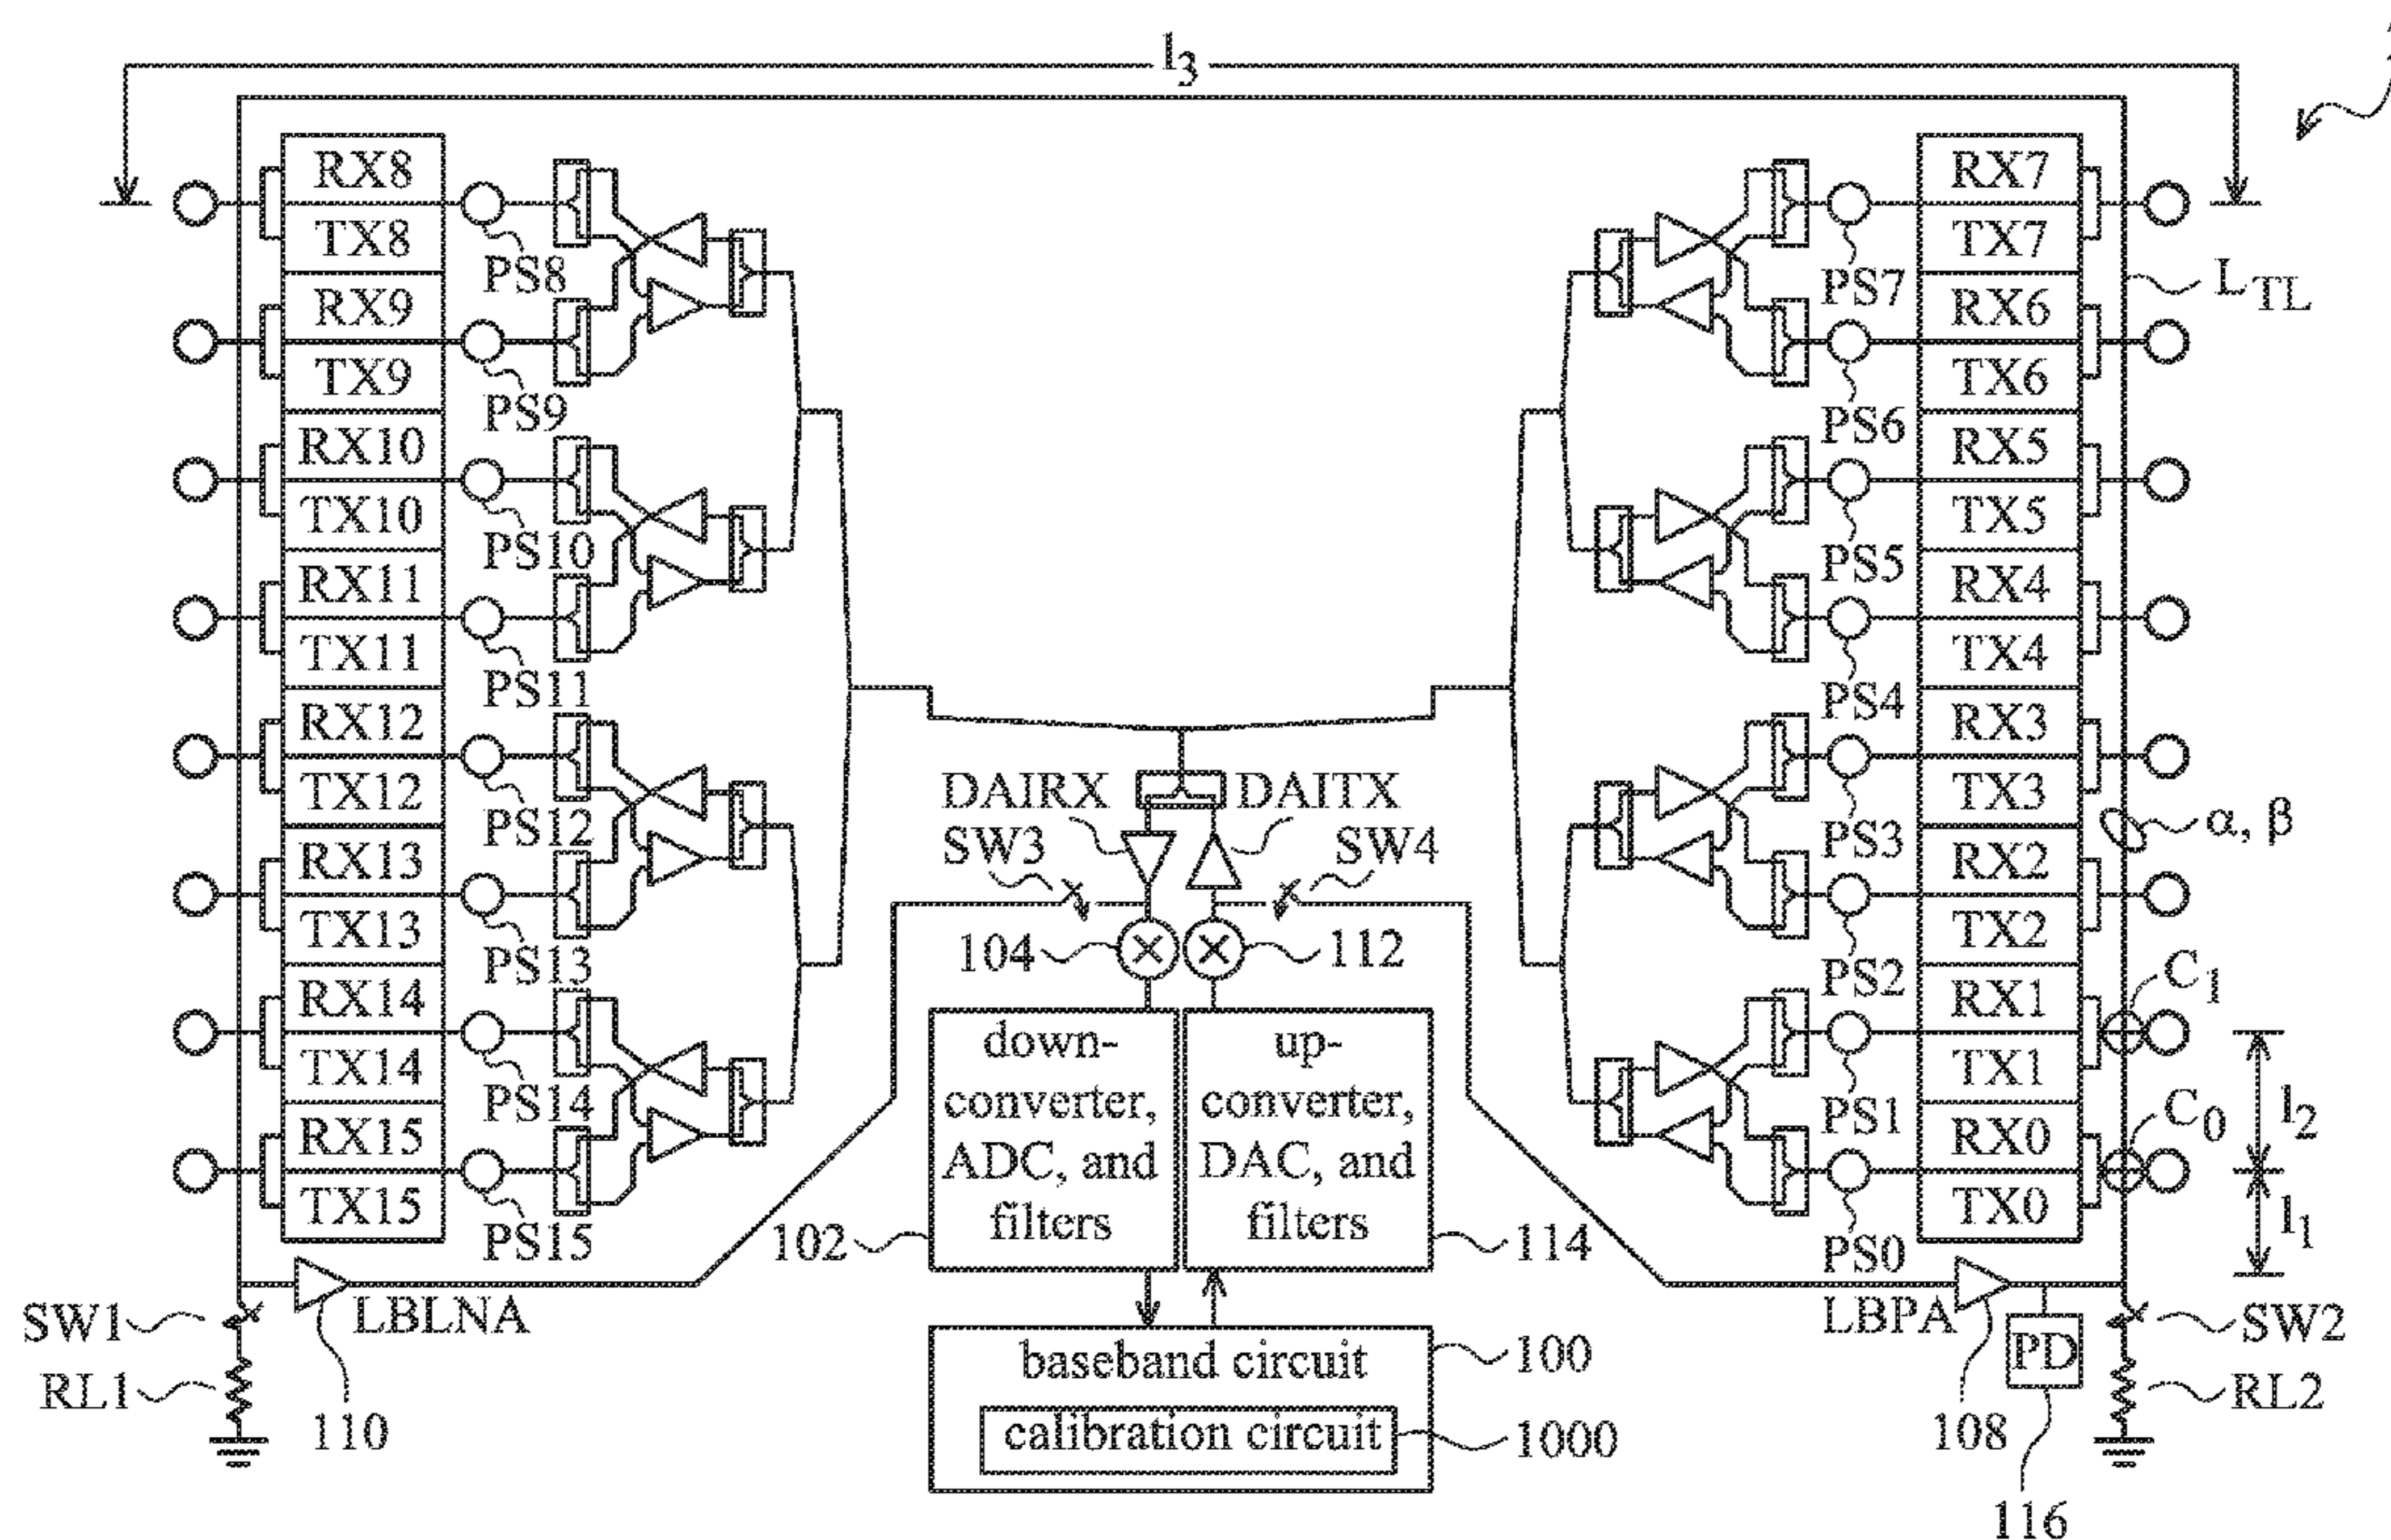 l3
RX8
TX8
RX9
TX9
RX10
TX10
RX11
TX11
RX12
TX12
RX13
TX13
RX14
TX14
RX15
TX15
PS8
PS9
PS10
PS11
PS12
PS13
PS14
PS15
SW1
RL1
110
LBLNA
DAIRX
DAITX
SW3
SW4
104
112
down-
converter,
ADC, and
filters
up-
converter,
DAC, and
filters
102
114
baseband circuit
100
calibration circuit
1000
PS7
PS6
PS5
PS4
PS3
PS2
PS1
PS0
RX7
TX7
RX6
TX6
RX5
TX5
RX4
TX4
RX3
TX3
RX2
TX2
RX1
TX1
RX0
TX0
LTL
α, β
C1
C0
l2
l1
LBPA
108
PD
116
SW2
RL2